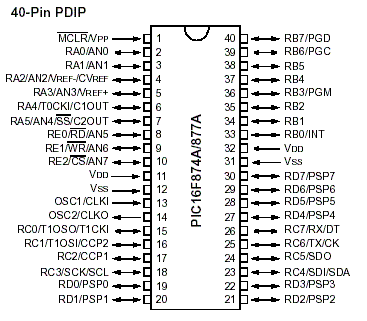 40-Pin PDIP
MCLR/VPP 1 40 RB7/PGD
RA0/AN0 2 39 RB6/PGC
RA1/AN1 3 38 RB5
RA2/AN2/VREF-/CVREF 4 37 RB4
RA3/AN3/VREF+ 5 36 RB3/PGM
RA4/T0CKI/C1OUT 6 35 RB2
RA5/AN4/SS/C2OUT 7 34 RB1
RE0/RD/AN5 8 33 RB0/INT
RE1/WR/AN6 9 32 VDD
RE2/CS/AN7 10 31 VSS
VDD 11 30 RD7/PSP7
VSS 12 29 RD6/PSP6
OSC1/CLKI 13 28 RD5/PSP5
OSC2/CLKO 14 27 RD4/PSP4
RC0/T1OSO/T1CKI 15 26 RC7/RX/DT
RC1/T1OSI/CCP2 16 25 RC6/TX/CK
RC2/CCP1 17 24 RC5/SDO
RC3/SCK/SCL 18 23 RC4/SDI/SDA
RD0/PSP0 19 22 RD3/PSP3
RD1/PSP1 20 21 RD2/PSP2
PIC16F874A/877A